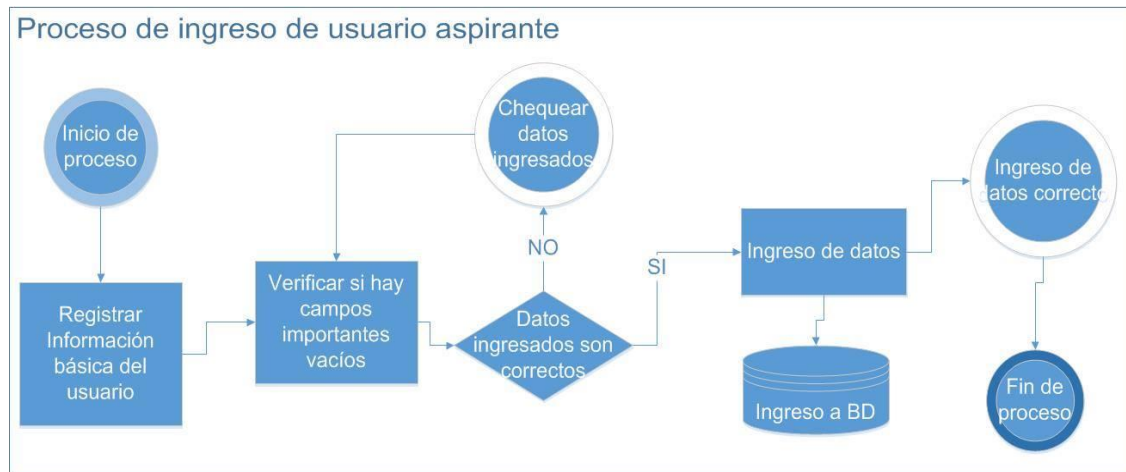 Proceso de ingreso de usuario aspirante
Inicio de
proceso
Registrar
Información
básica del
usuario
Verificar si hay
campos
importantes
vacíos
Chequear
datos
ingresados
NO
Datos
ingresados son
correctos
SI
Ingreso de datos
Ingreso a BD
Ingreso de
datos correcto
Fin de
proceso